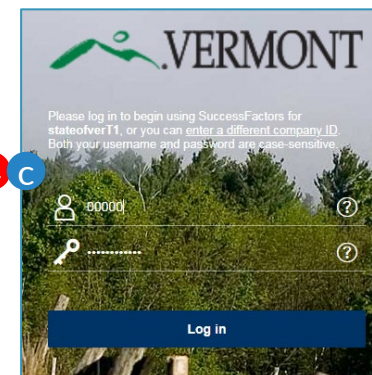 .VERMONT
Please log in to begin using SuccessFactors for
stateofverT1, or you can enter a different company ID.
Both your username and password are case-sensitive.
C
00000
?
............
?
Log in